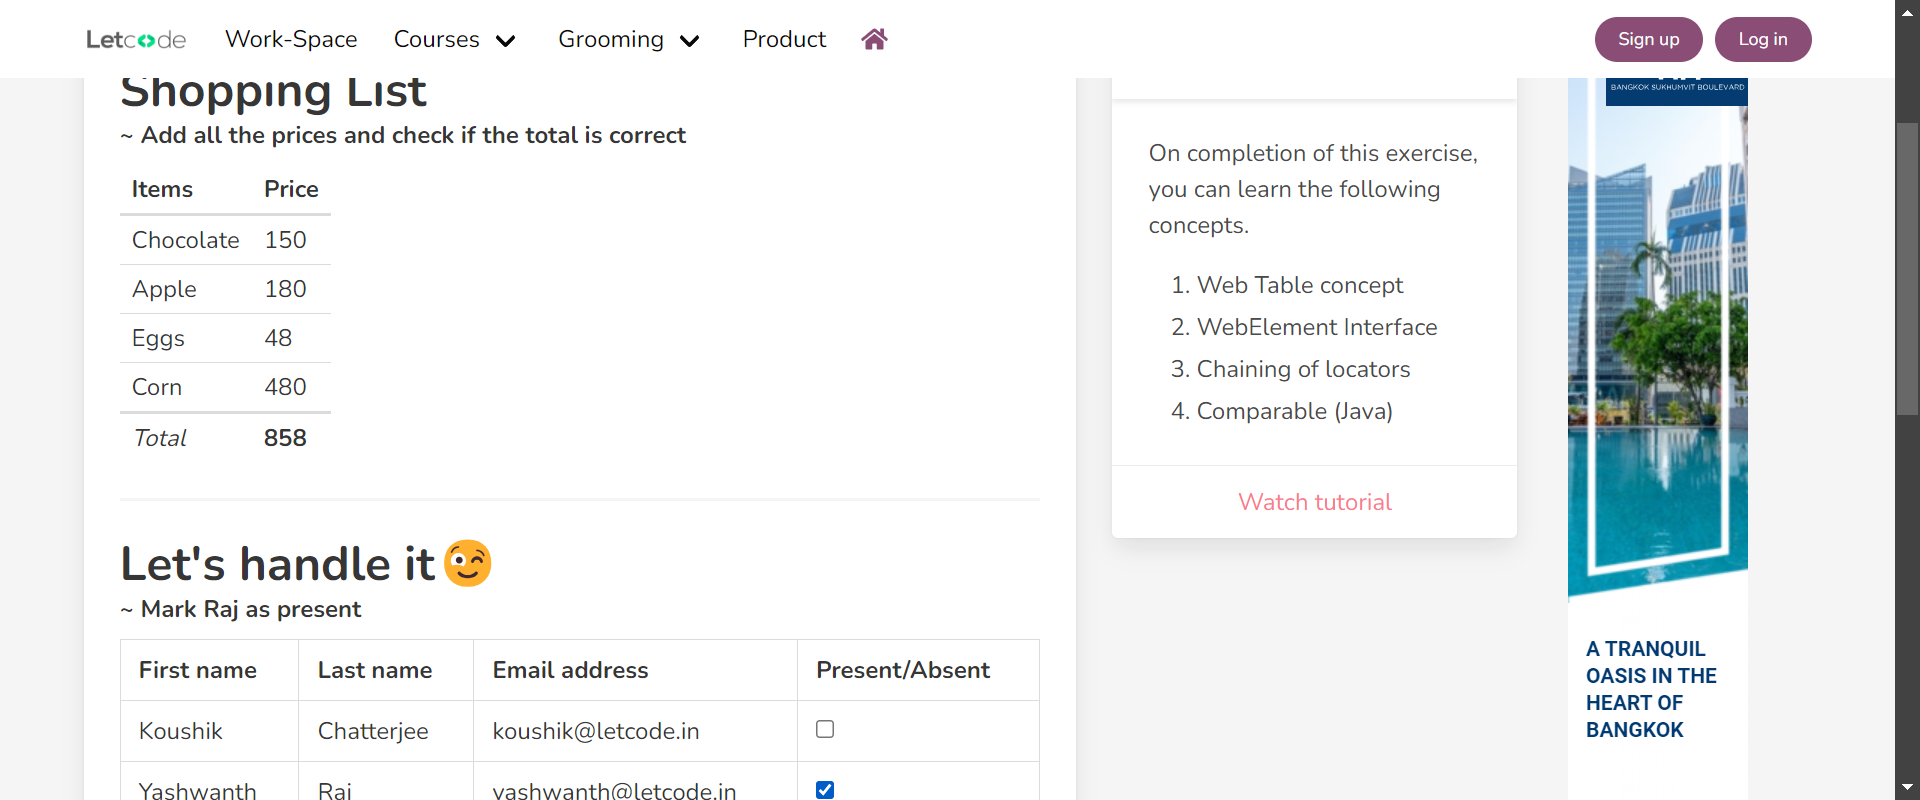 Letcode
Work-Space
Courses
Grooming
Product
Sign up
Log in
Shopping List
~ Add all the prices and check if the total is correct
Items Price
Chocolate 150
Apple 180
Eggs 48
Corn 480
Total 858
Let's handle it
~ Mark Raj as present
First name Last name Email address Present/Absent
Koushik Chatterjee koushik@letcode.in
Yashwanth Raj yashwanth@letcode.in
On completion of this exercise,
you can learn the following
concepts.
1. Web Table concept
2. WebElement Interface
3. Chaining of locators
4. Comparable (Java)
Watch tutorial
BANGKOK SUKHUMVIT BOULEVARD
A TRANQUIL
OASIS IN THE
HEART OF
BANGKOK